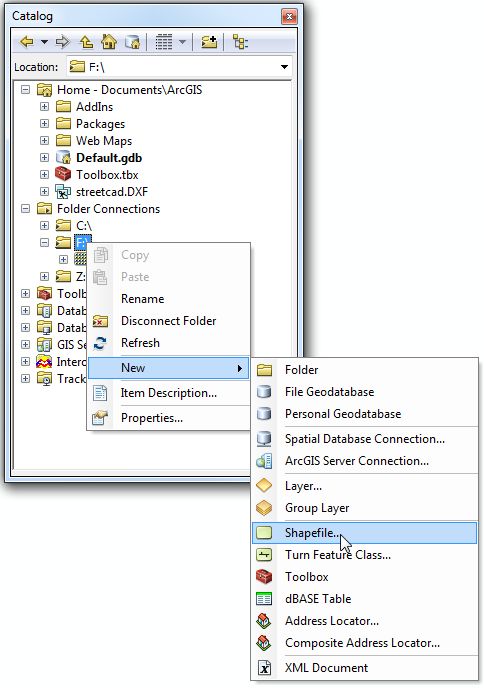 Catalog
Location: F:\
Home - Documents\ArcGIS
AddIns
Packages
Web Maps
Default.gdb
Toolbox.tbx
streetcad.DXF
Folder Connections
C:\
F:\
Z:
Toolb
Datab
Datab
GIS Se
Intero
Track
Copy
Paste
Rename
Disconnect Folder
Refresh
New
Item Description...
Properties...
Folder
File Geodatabase
Personal Geodatabase
Spatial Database Connection...
ArcGIS Server Connection...
Layer...
Group Layer
Shapefile...
Turn Feature Class...
Toolbox
dBASE Table
Address Locator...
Composite Address Locator...
XML Document